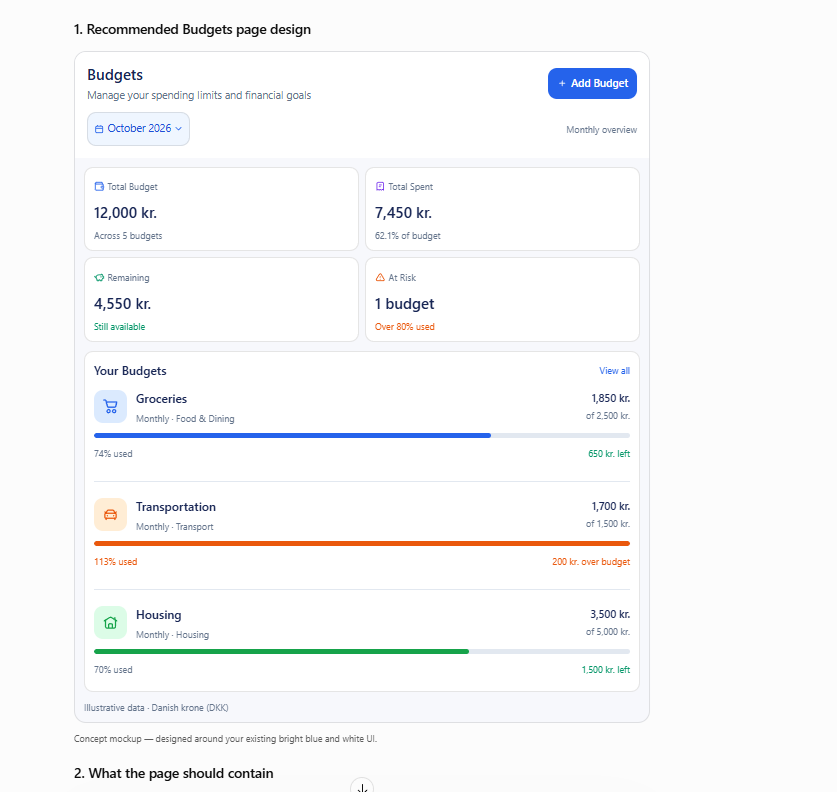 1. Recommended Budgets page design
Budgets
Manage your spending limits and financial goals
+ Add Budget
October 2026
Monthly overview
Total Budget
12,000 kr.
Across 5 budgets
Total Spent
7,450 kr.
62.1% of budget
Remaining
4,550 kr.
Still available
At Risk
1 budget
Over 80% used
Your Budgets
View all
Groceries
1,850 kr.
Monthly · Food & Dining
of 2,500 kr.
74% used
650 kr. left
Transportation
1,700 kr.
Monthly · Transport
of 1,500 kr.
113% used
200 kr. over budget
Housing
3,500 kr.
Monthly · Housing
of 5,000 kr.
70% used
1,500 kr. left
Illustrative data · Danish krone (DKK)
Concept mockup — designed around your existing bright blue and white UI.
2. What the page should contain